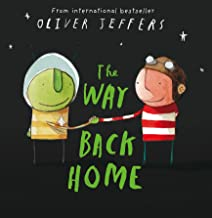 From international bestseller
OLIVER JEFFERS
The
WAY
BACK
HOME